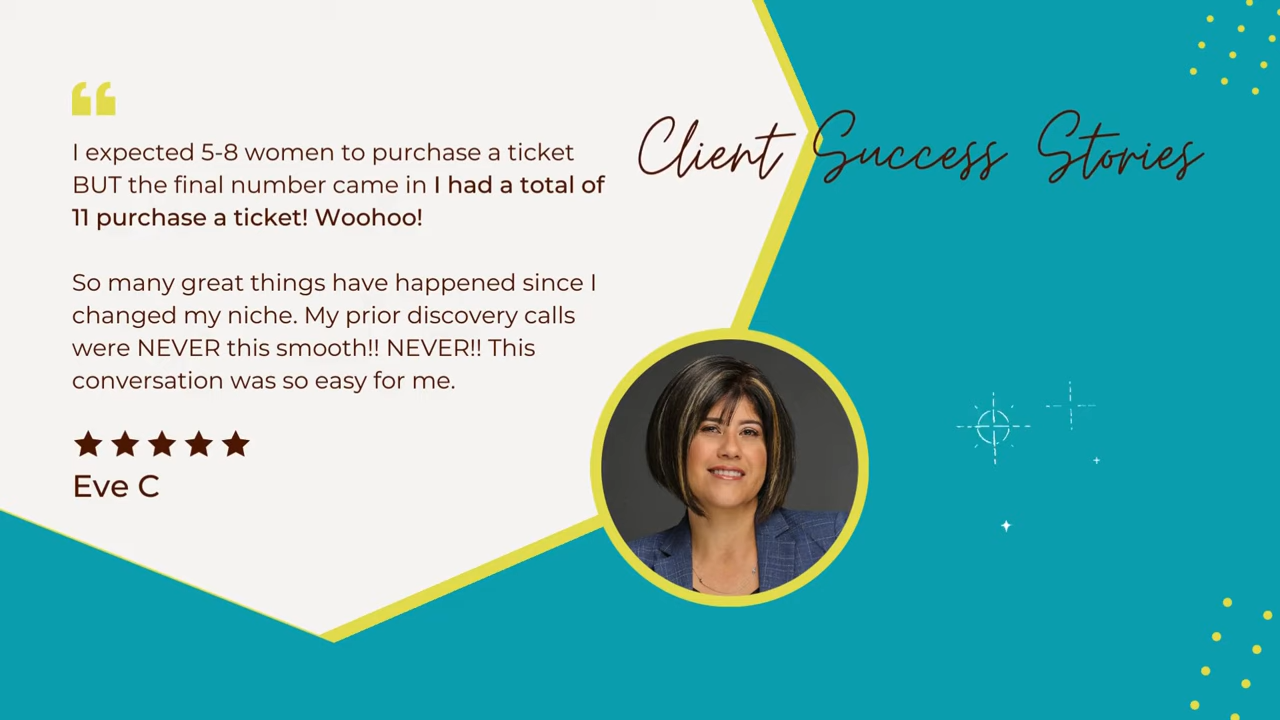 Client Success Stories
I expected 5-8 women to purchase a ticket
BUT the final number came in I had a total of
11 purchase a ticket! Woohoo!
So many great things have happened since I
changed my niche. My prior discovery calls
were NEVER this smooth!! NEVER!! This
conversation was so easy for me.
Eve C